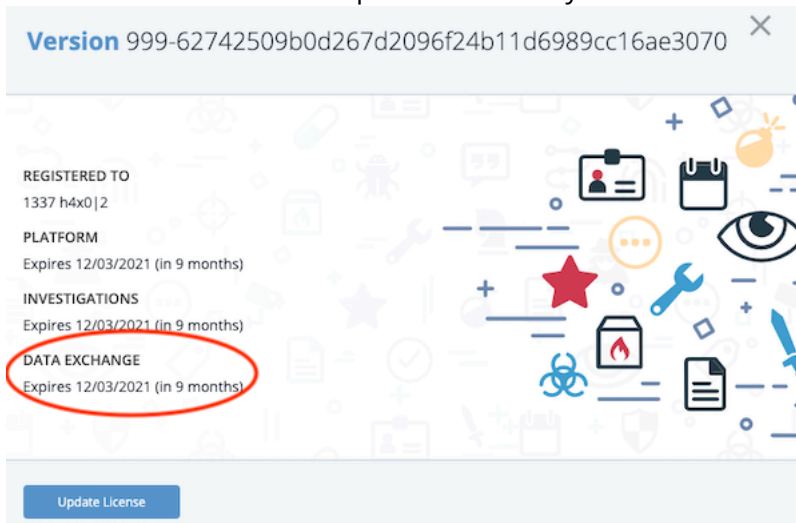 Version 999-62742509b0d267d2096f24b11d6989cc16ae3070
REGISTERED TO
1337 h4x0|2
PLATFORM
Expires 12/03/2021 (in 9 months)
INVESTIGATIONS
Expires 12/03/2021 (in 9 months)
DATA EXCHANGE
Expires 12/03/2021 (in 9 months)
Update License